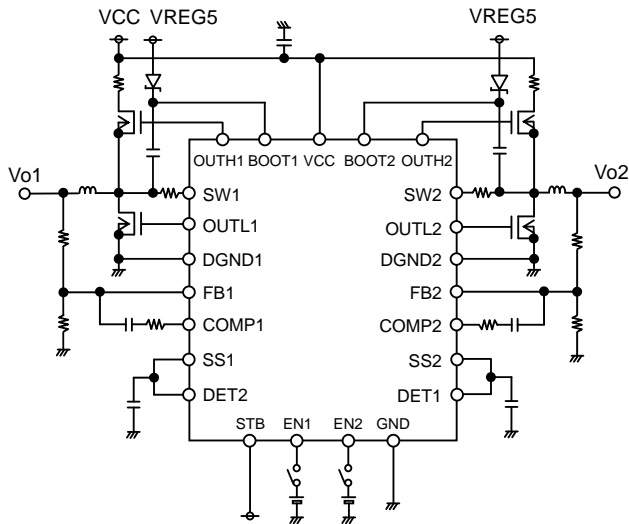 VCC VREG5 VREG5
OUTH1 BOOT1 VCC BOOT2 OUTH2
Vo1 Vo2
SW1 SW2
OUTL1 OUTL2
DGND1 DGND2
FB1 FB2
COMP1 COMP2
SS1 SS2
DET2 DET1
STB EN1 EN2 GND